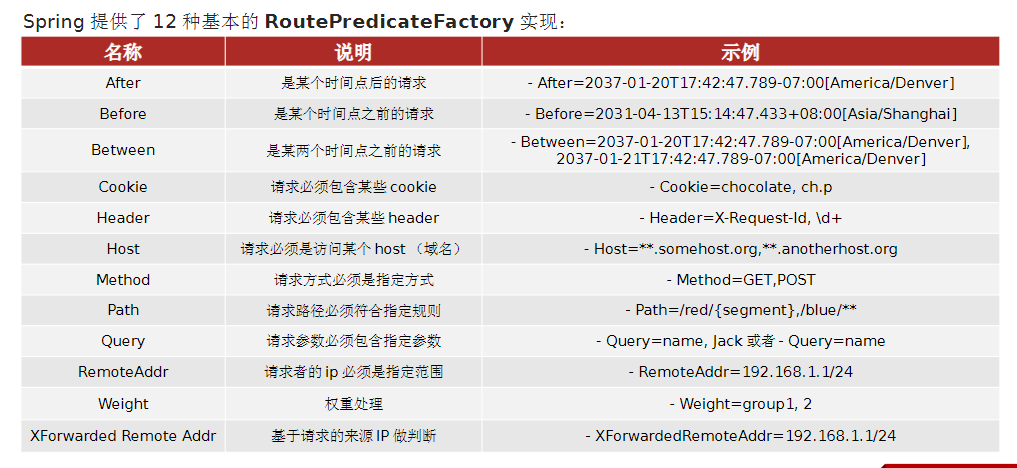 Spring 提供了 12 种基本的 RoutePredicateFactory 实现：
名称 说明 示例
After 是某个时间点后的请求 - After=2037-01-20T17:42:47.789-07:00[America/Denver]
Before 是某个时间点之前的请求 - Before=2031-04-13T15:14:47.433+08:00[Asia/Shanghai]
Between 是某两个时间点之前的请求 - Between=2037-01-20T17:42:47.789-07:00[America/Denver],
2037-01-21T17:42:47.789-07:00[America/Denver]
Cookie 请求必须包含某些 cookie - Cookie=chocolate, ch.p
Header 请求必须包含某些 header - Header=X-Request-Id, \d+
Host 请求必须是访问某个 host （域名） - Host=**.somehost.org,**.anotherhost.org
Method 请求方式必须是指定方式 - Method=GET,POST
Path 请求路径必须符合指定规则 - Path=/red/{segment},/blue/**
Query 请求参数必须包含指定参数 - Query=name, Jack 或者 - Query=name
RemoteAddr 请求者的 ip 必须是指定范围 - RemoteAddr=192.168.1.1/24
Weight 权重处理 - Weight=group1, 2
XForwarded Remote Addr 基于请求的来源 IP 做判断 - XForwardedRemoteAddr=192.168.1.1/24